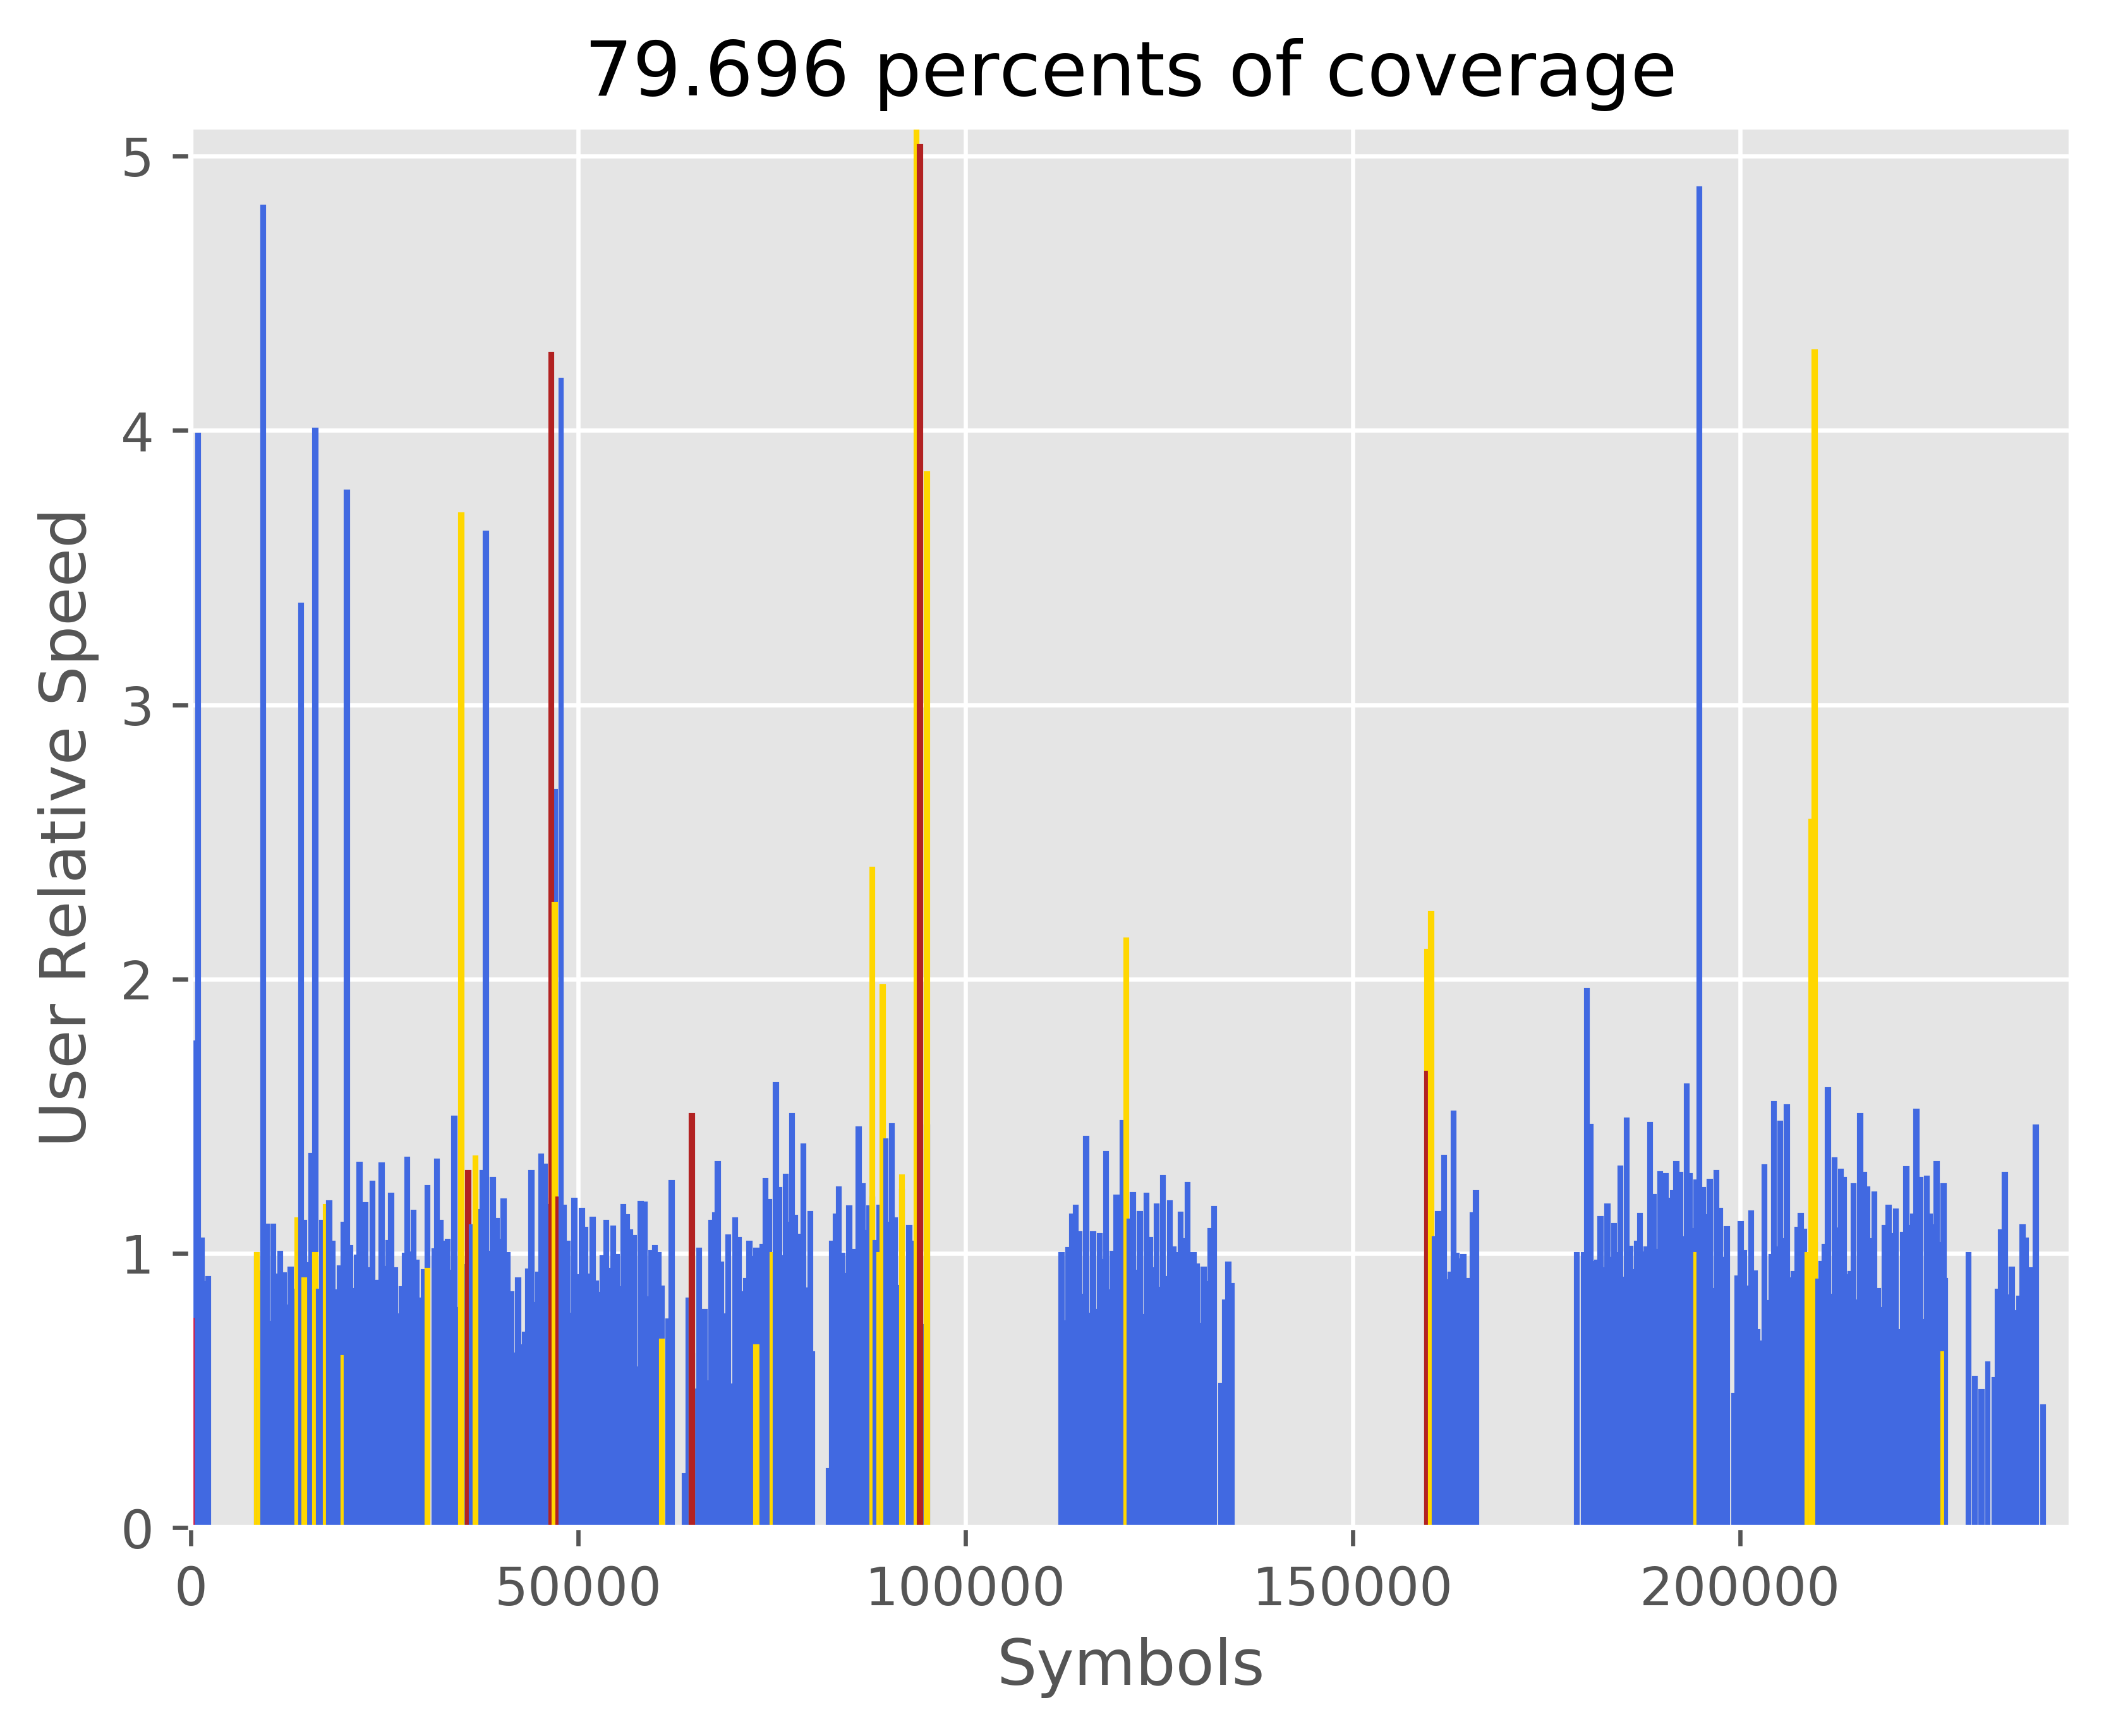 79.696 percents of coverage
User Relative Speed
5
4
3
2
1
0
0 50000 100000 150000 200000
Symbols